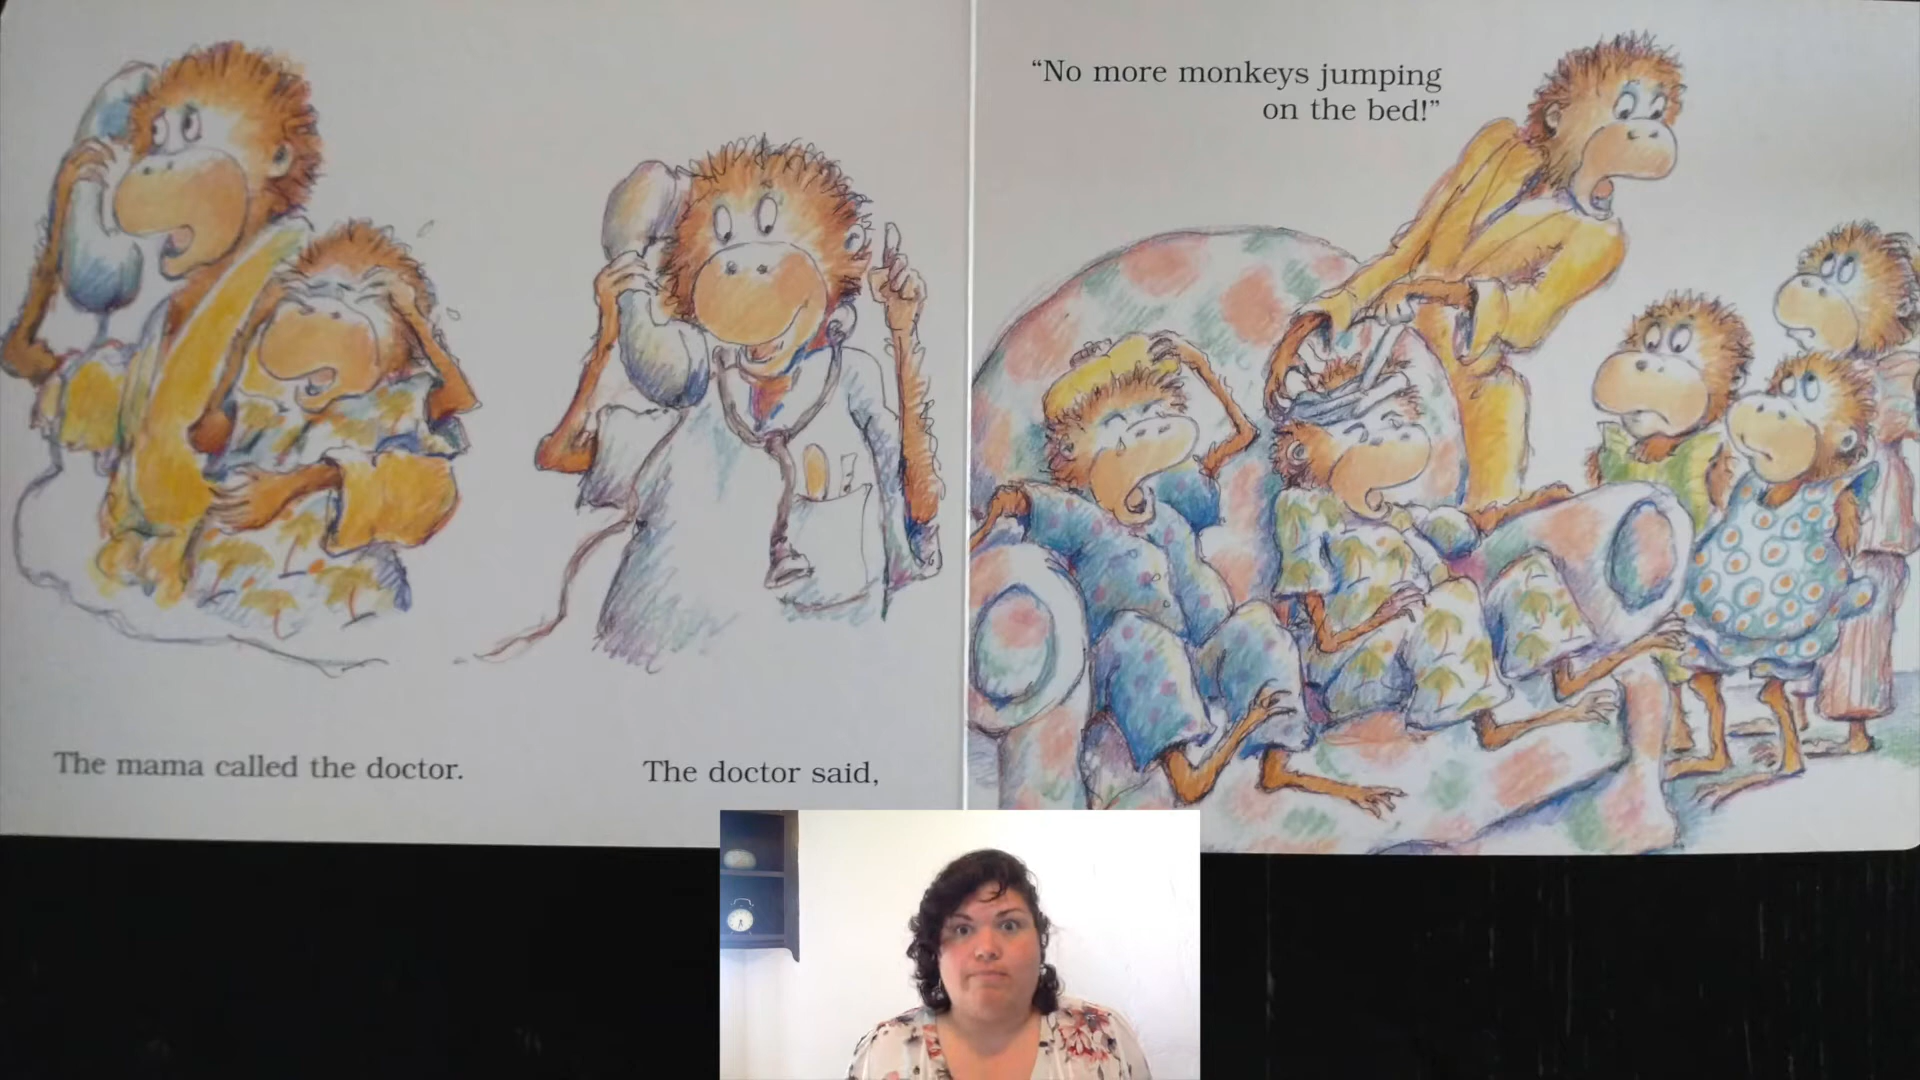 The mama called the doctor.
The doctor said,
“No more monkeys jumping
on the bed!”